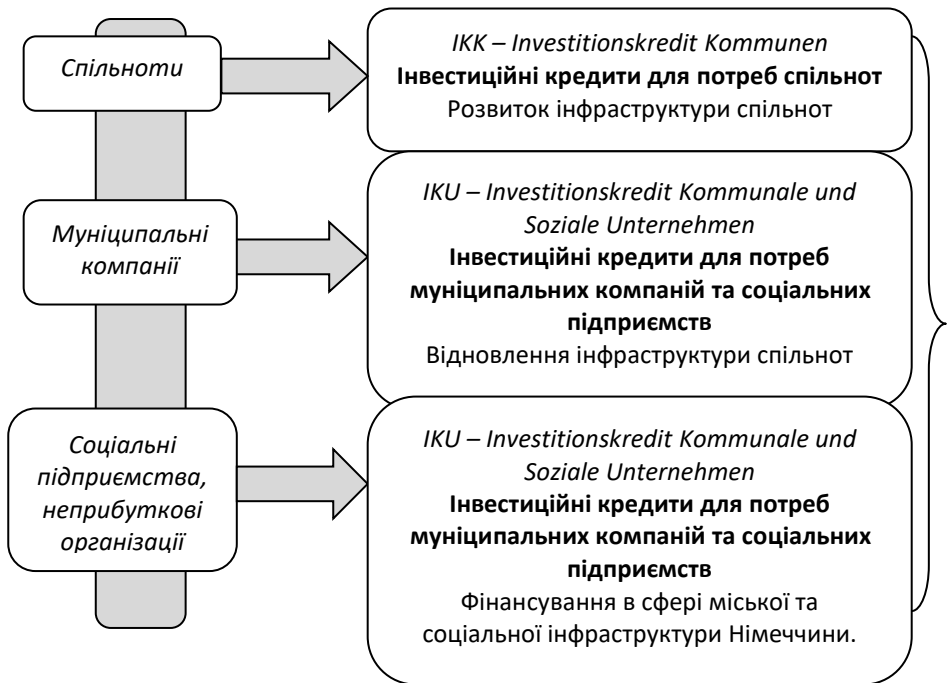 Спільноти
IKK – Investitionskredit Kommunen
Інвестиційні кредити для потреб спільнот
Розвиток інфраструктури спільнот
Муніципальні
компанії
IKU – Investitionskredit Kommunale und
Soziale Unternehmen
Інвестиційні кредити для потреб
муніципальних компаній та соціальних
підприємств
Відновлення інфраструктури спільнот
Соціальні
підприємства,
неприбуткові
організації
IKU – Investitionskredit Kommunale und
Soziale Unternehmen
Інвестиційні кредити для потреб
муніципальних компаній та соціальних
підприємств
Фінансування в сфері міської та
соціальної інфраструктури Німеччини.